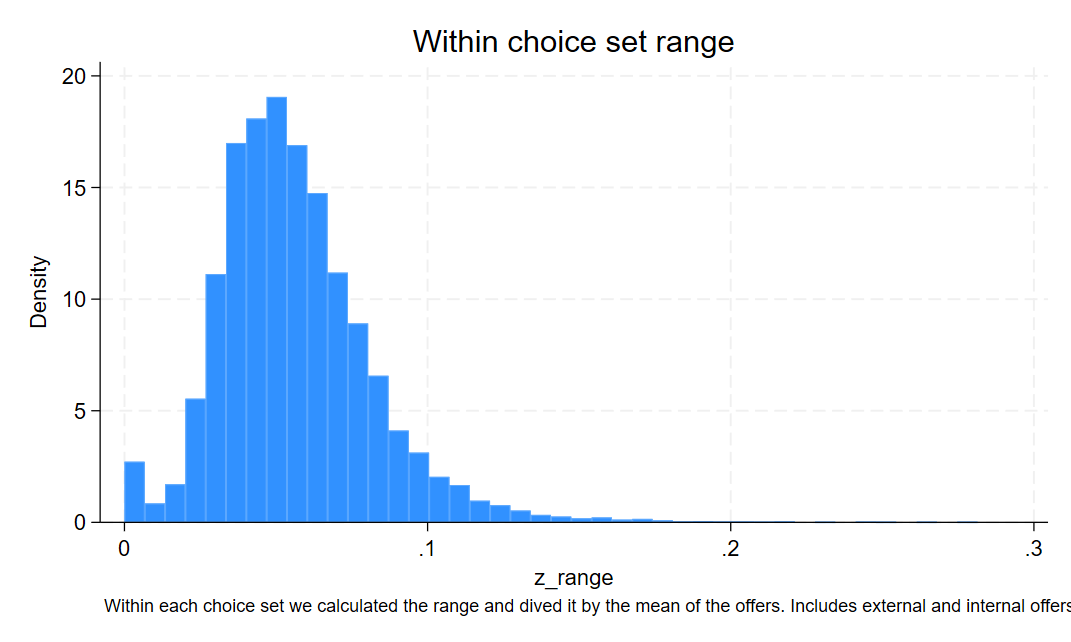 Within choice set range
20
15
10
5
0
Density
0 .1 .2 .3
z_range
Within each choice set we calculated the range and dived it by the mean of the offers. Includes external and internal offers